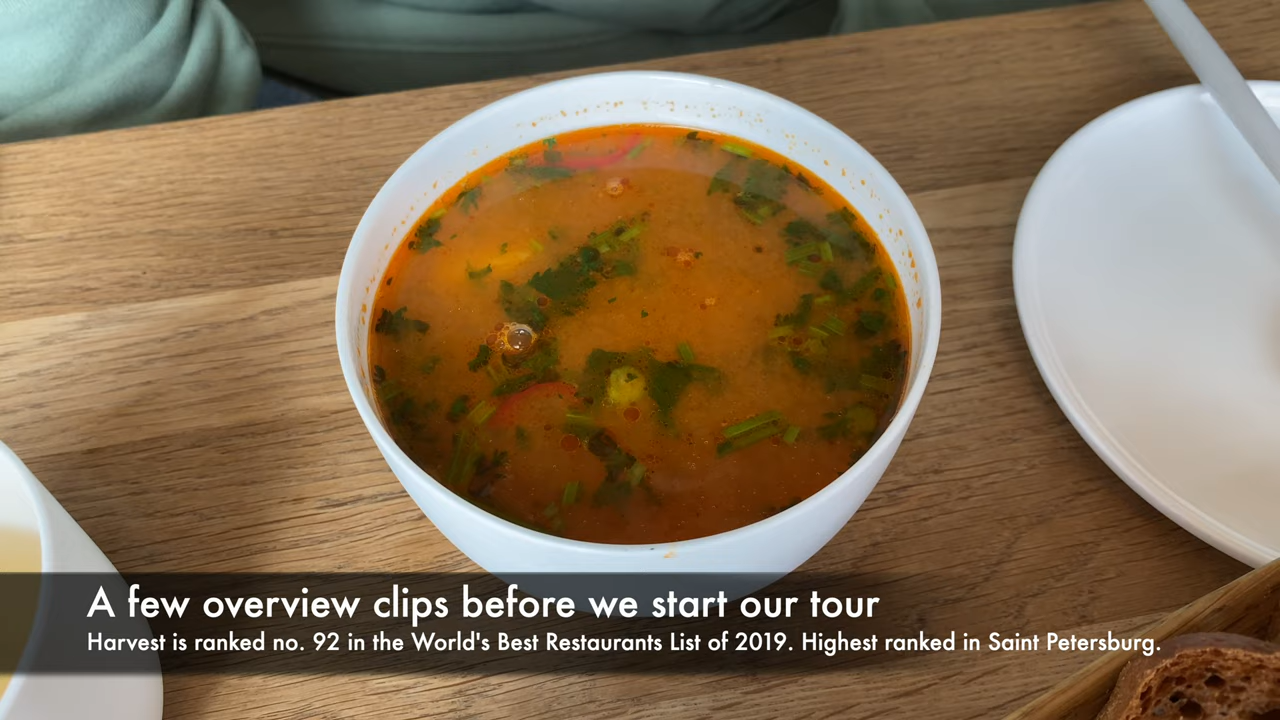 A few overview clips before we start our tour
Harvest is ranked no. 92 in the World's Best Restaurants List of 2019. Highest ranked in Saint Petersburg.